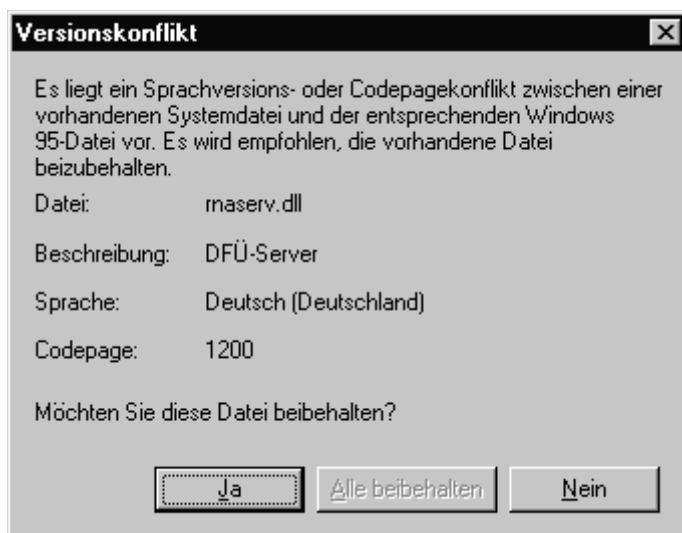 Versionskonflikt
Es liegt ein Sprachversions- oder Codepagekonflikt zwischen einer
vorhandenen Systemdatei und der entsprechenden Windows
95-Datei vor. Es wird empfohlen, die vorhandene Datei
beizubehalten.
Datei: rnaserv.dll
Beschreibung: DFÜ-Server
Sprache: Deutsch (Deutschland)
Codepage: 1200
Möchten Sie diese Datei beibehalten?
Ja Alle beibehalten Nein